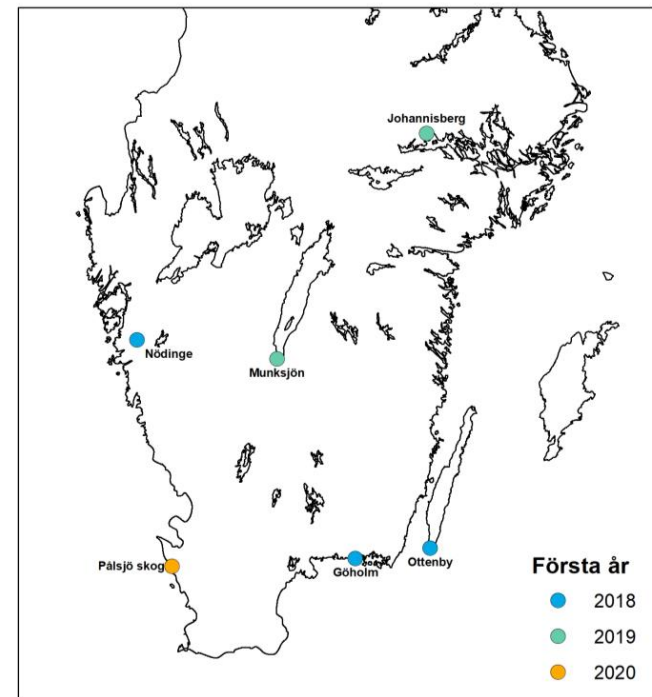 Johannisberg
Nödinge
Munksjön
Pålsjö skog
Göholm
Ottenby
Första år
2018
2019
2020